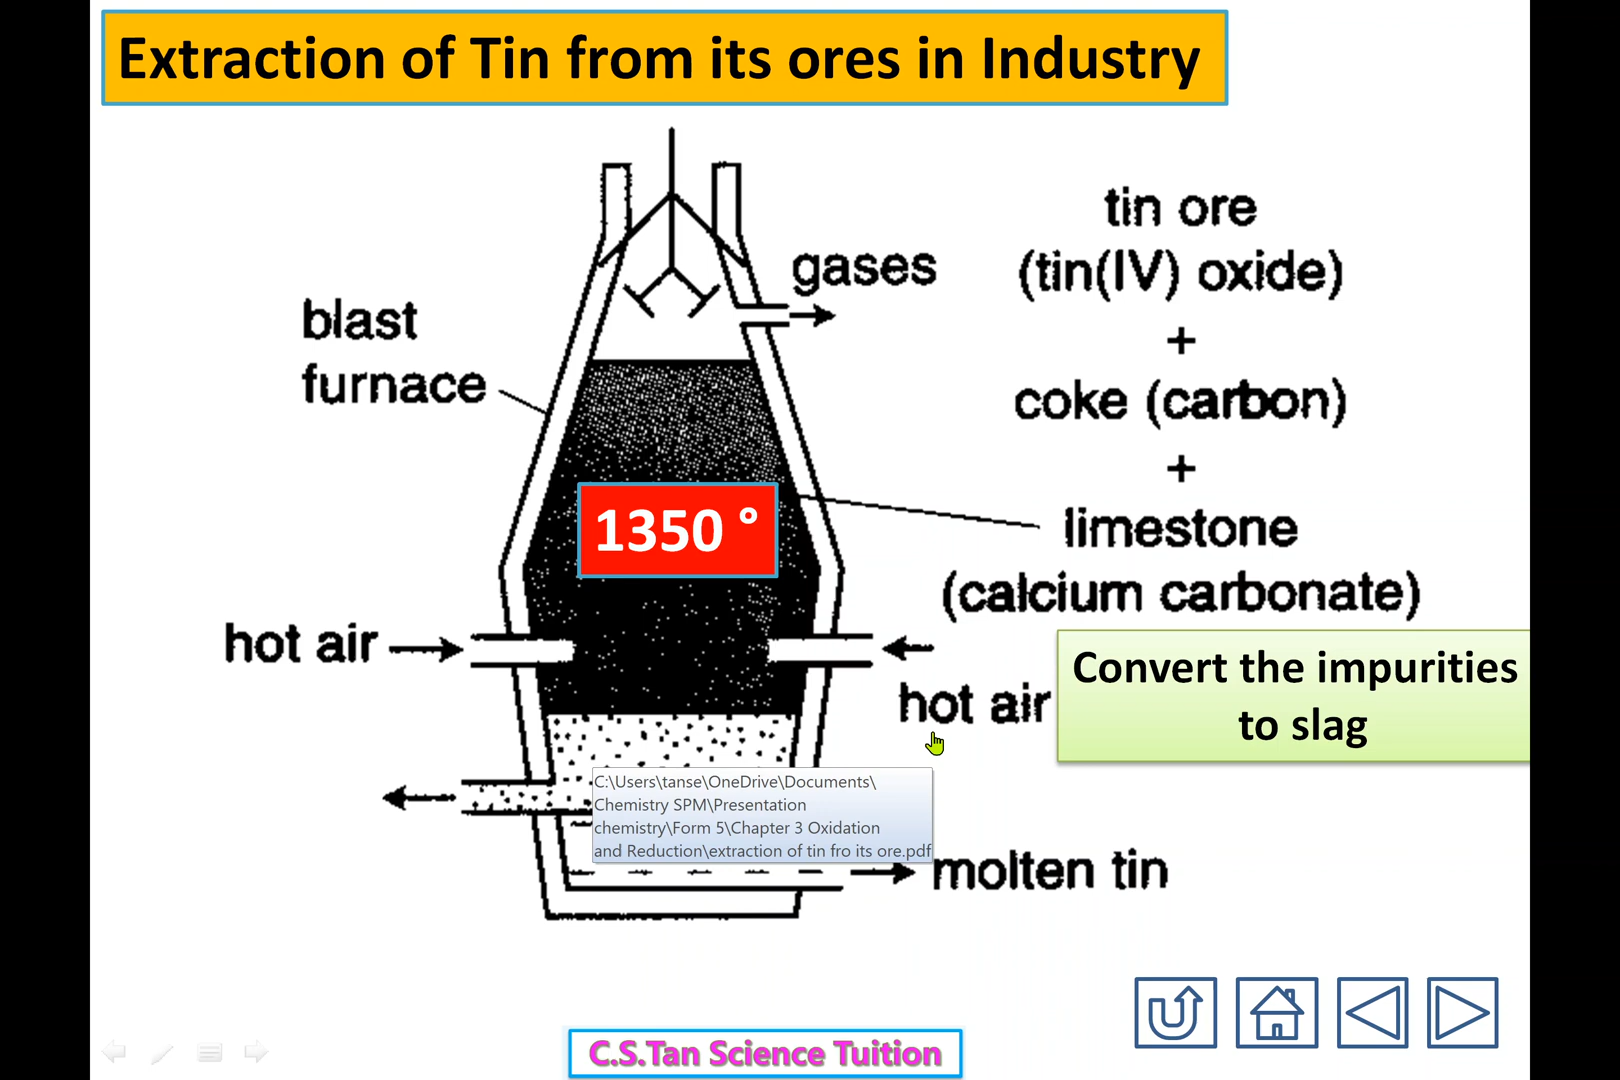 Extraction of Tin from its ores in Industry
gases
tin ore
(tin(IV) oxide)
+
coke (carbon)
+
limestone
(calcium carbonate)
blast
furnace
1350 °
hot air
hot air
Convert the impurities
to slag
C:\Users\tanse\OneDrive\Documents\
Chemistry SPM\Presentation
chemistry\Form 5\Chapter 3 Oxidation
and Reduction\extraction of tin fro its ore.pdf
molten tin
C.S.Tan Science Tuition